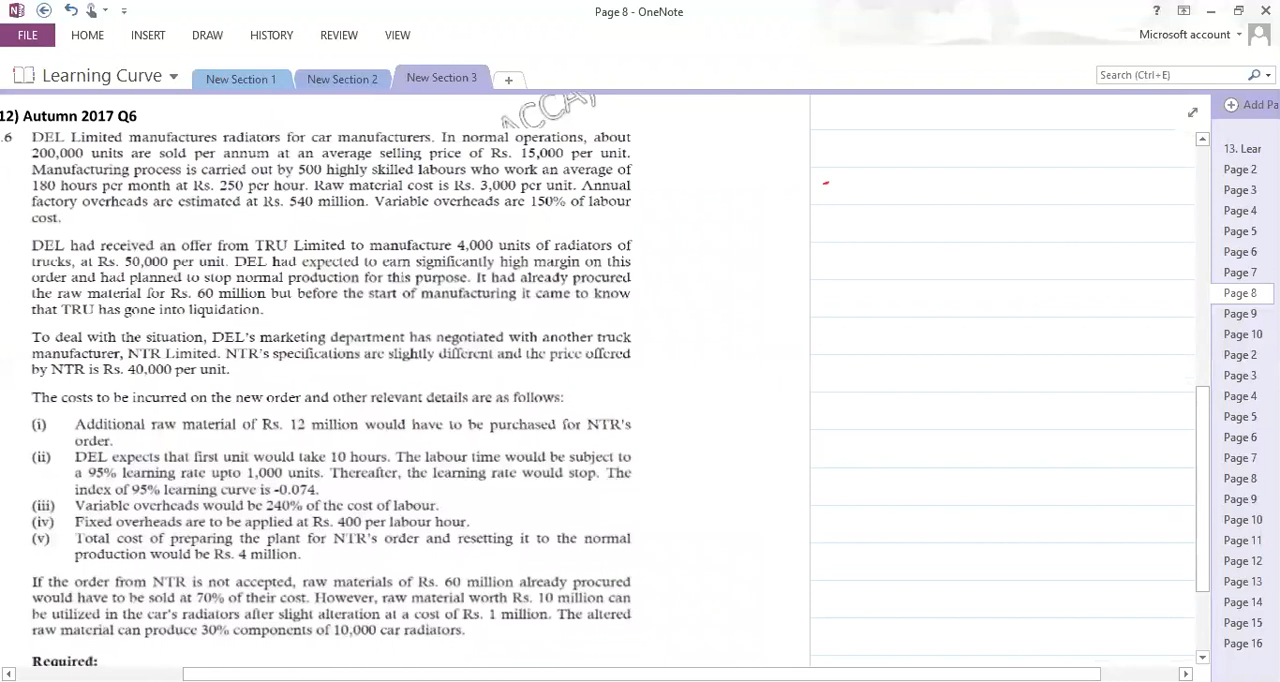 Page 8 - OneNote
?
FILE HOME INSERT DRAW HISTORY REVIEW VIEW
Microsoft account
Learning Curve
New Section 1 New Section 2 New Section 3 +
Search (Ctrl+E)
Add Pa
12) Autumn 2017 Q6
.6 DEL Limited manufactures radiators for car manufacturers. In normal operations, about
200,000 units are sold per annum at an average selling price of Rs. 15,000 per unit.
Manufacturing process is carried out by 500 highly skilled labours who work an average of
180 hours per month at Rs. 250 per hour. Raw material cost is Rs. 3,000 per unit. Annual
factory overheads are estimated at Rs. 540 million. Variable overheads are 150% of labour
cost.
DEL had received an offer from TRU Limited to manufacture 4,000 units of radiators of
trucks, at Rs. 50,000 per unit. DEL had expected to earn significantly high margin on this
order and had planned to stop normal production for this purpose. It had already procured
the raw material for Rs. 60 million but before the start of manufacturing it came to know
that TRU has gone into liquidation.
To deal with the situation, DEL's marketing department has negotiated with another truck
manufacturer, NTR Limited. NTR's specifications are slightly different and the price offered
by NTR is Rs. 40,000 per unit.
The costs to be incurred on the new order and other relevant details are as follows:
(i) Additional raw material of Rs. 12 million would have to be purchased for NTR's
order.
(ii) DEL expects that first unit would take 10 hours. The labour time would be subject to
a 95% learning rate upto 1,000 units. Thereafter, the learning rate would stop. The
index of 95% learning curve is -0.074.
(iii) Variable overheads would be 240% of the cost of labour.
(iv) Fixed overheads are to be applied at Rs. 400 per labour hour.
(v) Total cost of preparing the plant for NTR's order and resetting it to the normal
production would be Rs. 4 million.
If the order from NTR is not accepted, raw materials of Rs. 60 million already procured
would have to be sold at 70% of their cost. However, raw material worth Rs. 10 million can
be utilized in the car's radiators after slight alteration at a cost of Rs. 1 million. The altered
raw material can produce 30% components of 10,000 car radiators.
Required:
13. Lear
Page 2
Page 3
Page 4
Page 5
Page 6
Page 7
Page 8
Page 9
Page 10
Page 2
Page 3
Page 4
Page 5
Page 6
Page 7
Page 8
Page 9
Page 10
Page 11
Page 12
Page 13
Page 14
Page 15
Page 16